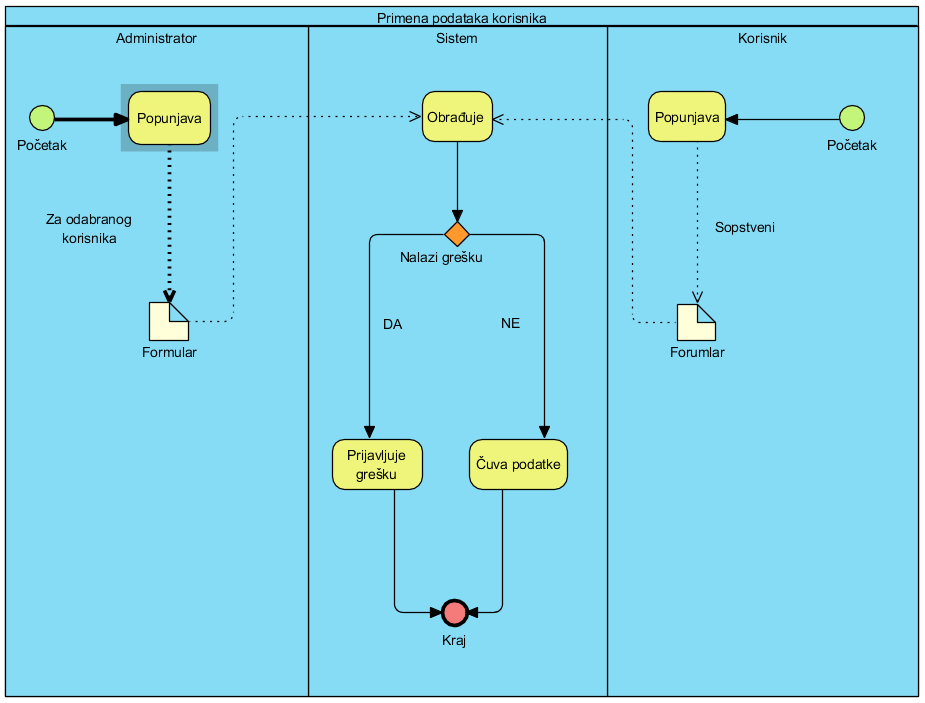 Primena podataka korisnika
Administrator
Sistem
Korisnik
Popunjava
Obrađuje
Popunjava
Početak
Početak
Za odabranog
korisnika
Sopstveni
Nalazi grešku
DA
NE
Formular
Forumlar
Prijavljuje
grešku
Čuva podatke
Kraj